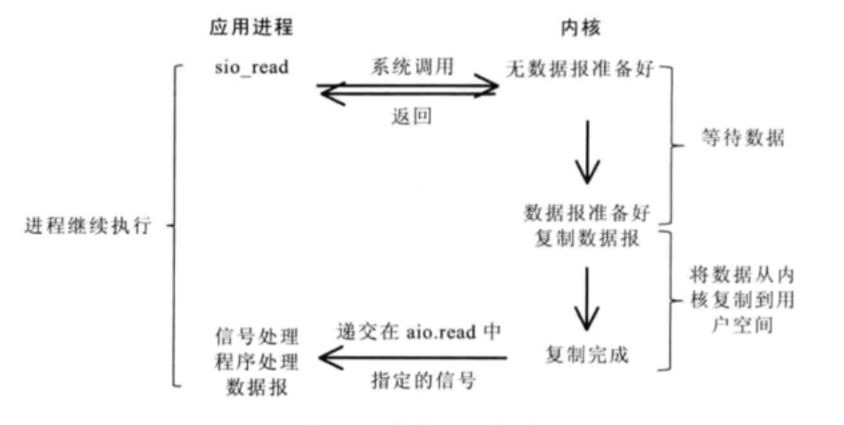 应用进程
内核
sio_read
系统调用
无数据报准备好
返回
等待数据
数据报准备好
复制数据报
进程继续执行
将数据从内
核复制到用
户空间
信号处理
程序处理
数据报
递交在 aio.read 中
指定的信号
复制完成